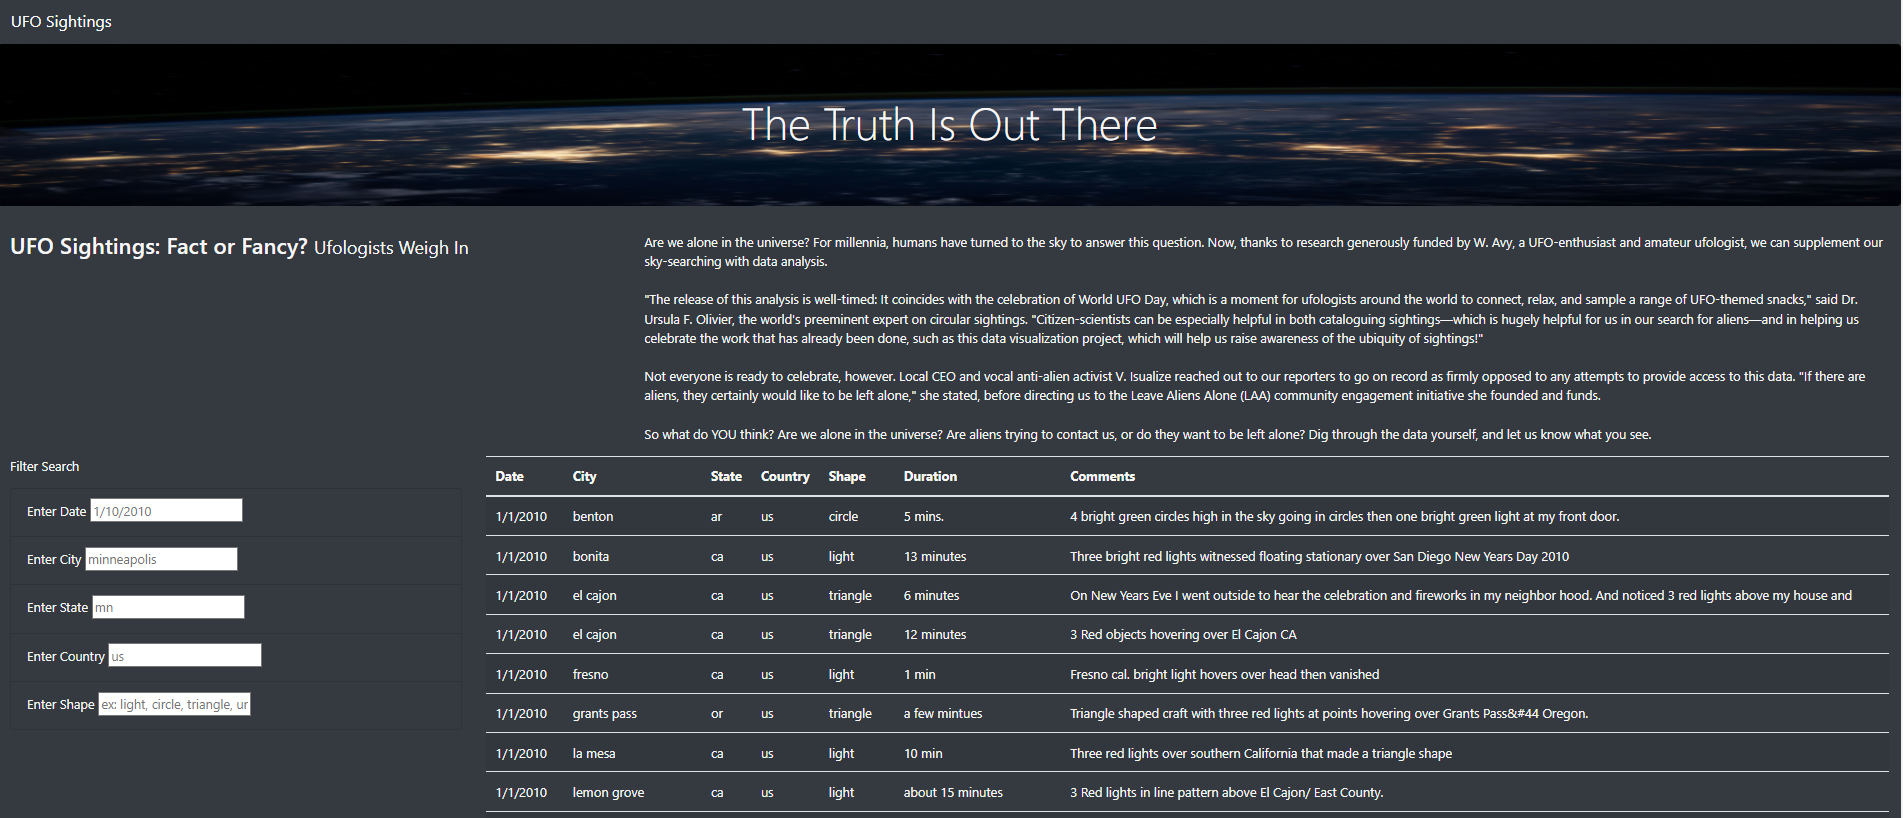 UFO Sightings
The Truth Is Out There
UFO Sightings: Fact or Fancy? Ufologists Weigh In
Are we alone in the universe? For millennia, humans have turned to the sky to answer this question. Now, thanks to research generously funded by W. Avy, a UFO-enthusiast and amateur ufologist, we can supplement our
sky-searching with data analysis.
"The release of this analysis is well-timed: It coincides with the celebration of World UFO Day, which is a moment for ufologists around the world to connect, relax, and sample a range of UFO-themed snacks," said Dr.
Ursula F. Olivier, the world's preeminent expert on circular sightings. "Citizen-scientists can be especially helpful in both cataloguing sightings—which is hugely helpful for us in our search for aliens—and in helping us
celebrate the work that has already been done, such as this data visualization project, which will help us raise awareness of the ubiquity of sightings!"
Not everyone is ready to celebrate, however. Local CEO and vocal anti-alien activist V. Isualize reached out to our reporters to go on record as firmly opposed to any attempts to provide access to this data. "If there are
aliens, they certainly would like to be left alone," she stated, before directing us to the Leave Aliens Alone (LAA) community engagement initiative she founded and funds.
So what do YOU think? Are we alone in the universe? Are aliens trying to contact us, or do they want to be left alone? Dig through the data yourself, and let us know what you see.
Filter Search
Enter Date 1/10/2010
Enter City minneapolis
Enter State mn
Enter Country us
Enter Shape ex: light, circle, triangle, ur
Date City State Country Shape Duration Comments
1/1/2010 benton ar us circle 5 mins. 4 bright green circles high in the sky going in circles then one bright green light at my front door.
1/1/2010 bonita ca us light 13 minutes Three bright red lights witnessed floating stationary over San Diego New Years Day 2010
1/1/2010 el cajon ca us triangle 6 minutes On New Years Eve I went outside to hear the celebration and fireworks in my neighbor hood. And noticed 3 red lights above my house and
1/1/2010 el cajon ca us triangle 12 minutes 3 Red objects hovering over El Cajon CA
1/1/2010 fresno ca us light 1 min Fresno cal. bright light hovers over head then vanished
1/1/2010 grants pass or us triangle a few mintues Triangle shaped craft with three red lights at points hovering over Grants Pass&#44 Oregon.
1/1/2010 la mesa ca us light 10 min Three red lights over southern California that made a triangle shape
1/1/2010 lemon grove ca us light about 15 minutes 3 Red lights in line pattern above El Cajon/ East County.